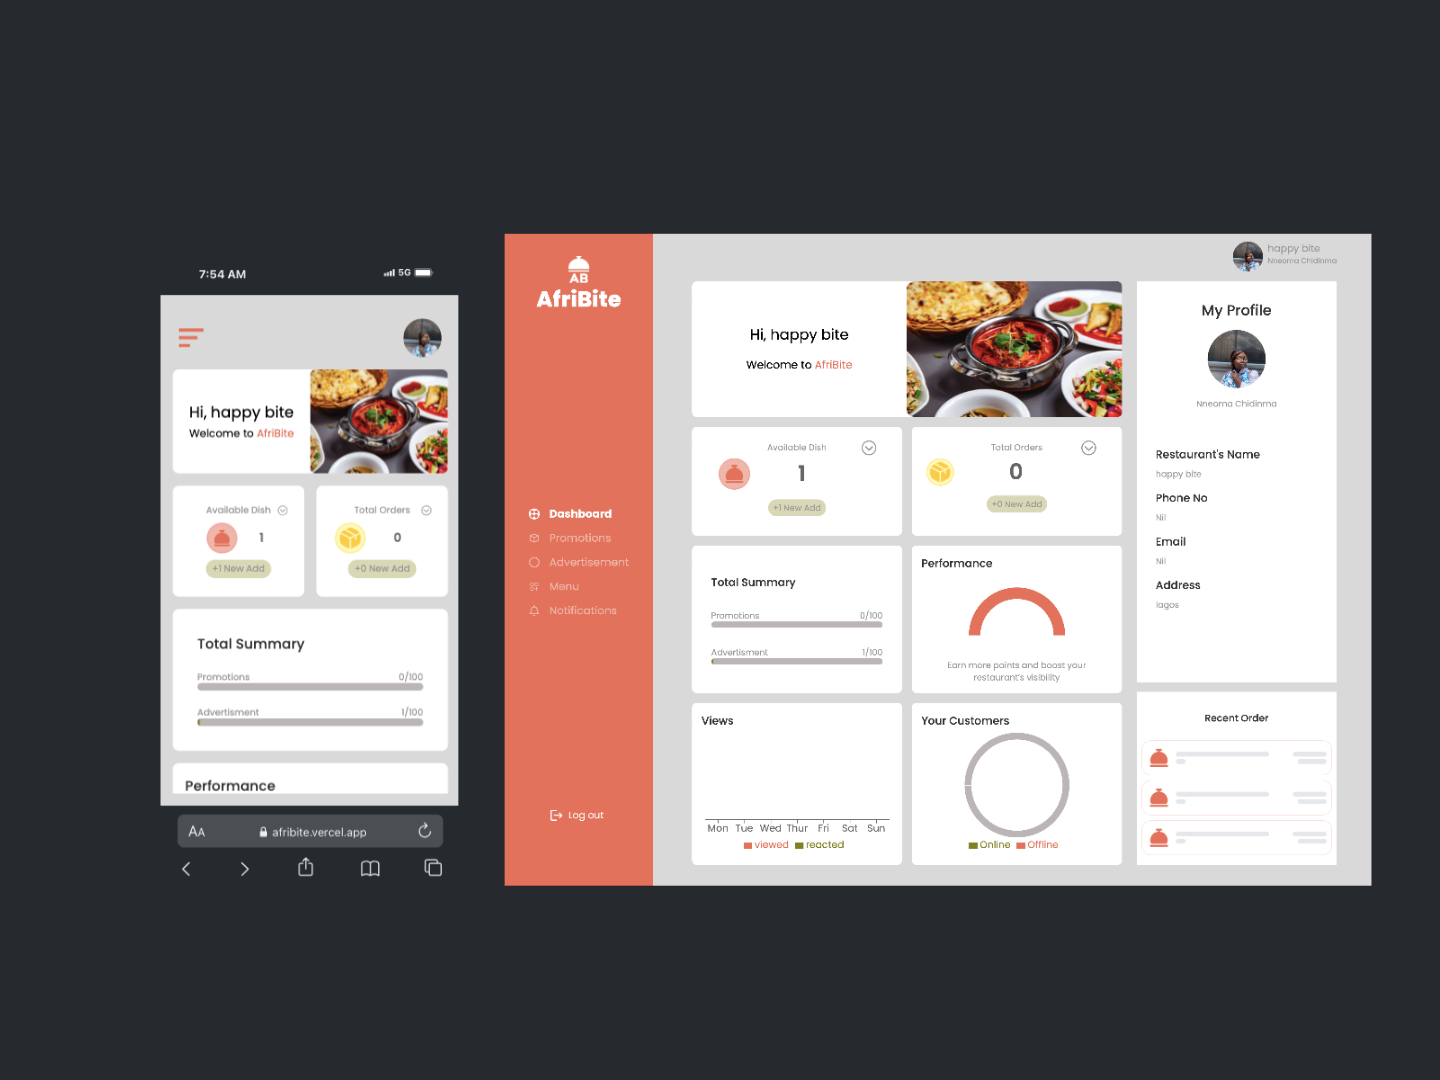 7:54 AM
5G
Hi, happy bite
Welcome to AfriBite
Available Dish
1
+1 New Add
Total Orders
0
+0 New Add
Total Summary
Promotions 0/100
Advertisment 1/100
Performance
AA afribite.vercel.app
AB
AfriBite
Dashboard
Promotions
Advertisement
Menu
Notifications
Log out
happy bite
Nneoma Chidinma
Hi, happy bite
Welcome to AfriBite
Available Dish
1
+1 New Add
Total Orders
0
+0 New Add
Total Summary
Promotions 0/100
Advertisment 1/100
Performance
Earn more points and boost your
restaurant's visibility
Views
Mon Tue Wed Thur Fri Sat Sun
viewed reacted
Your Customers
Online Offline
My Profile
Nneoma Chidinma
Restaurant's Name
happy bite
Phone No
Nil
Email
Nil
Address
lagos
Recent Order